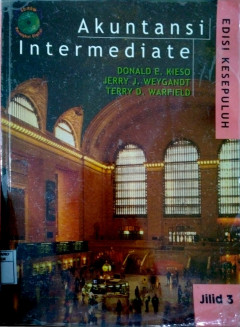 Akuntansi
Intermediate
DONALD E. KIESO
JERRY J. WEYGANDT
TERRY D. WARFIELD
EDISI KESEPULUH
Jilid 3